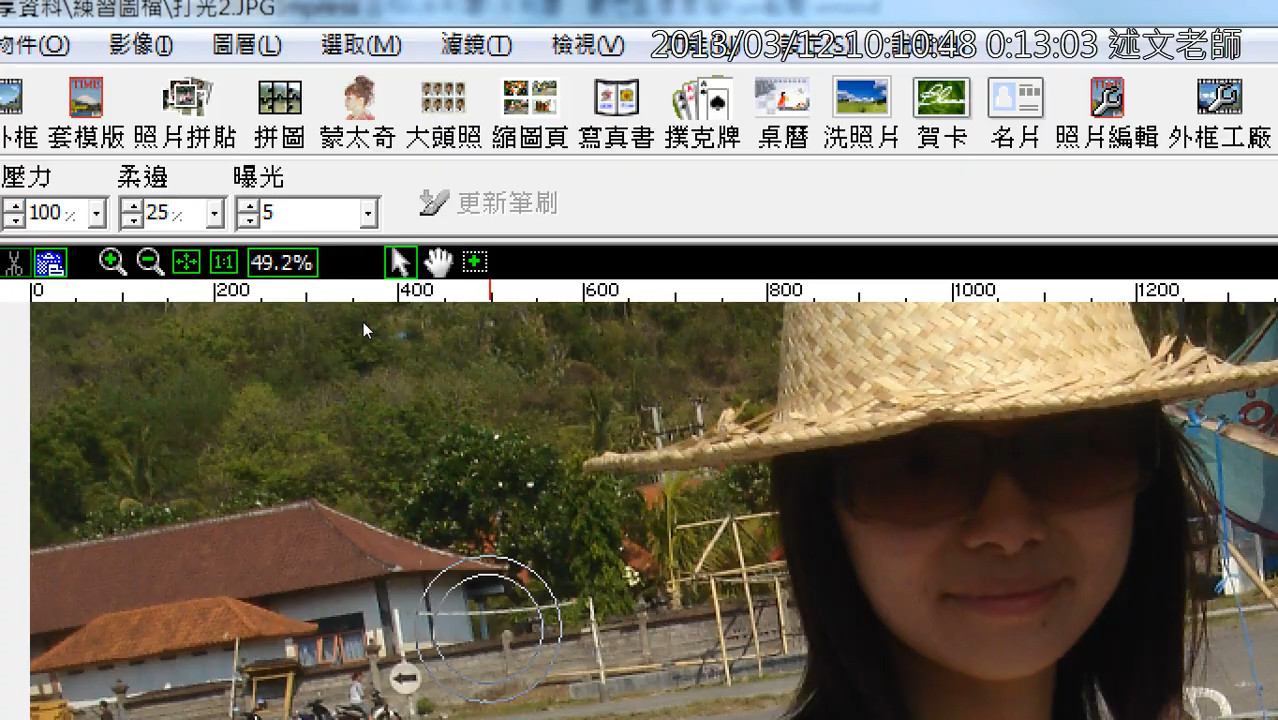 享資料\練習圖檔\打光2.JPG
物件(O) 影像(I) 圖層(L) 選取(M) 濾鏡(T) 檢視(V)
2013/03/12 10:10:48 0:13:03 述文老師
外框 套模版 照片拼貼 拼圖 蒙太奇 大頭照 縮圖頁 寫真書 撲克牌 桌曆 洗照片 賀卡 名片 照片編輯 外框工廠
壓力 柔邊 曝光
100% 25% 5 更新筆刷
1:1 49.2%
0 200 400 600 800 1000 1200